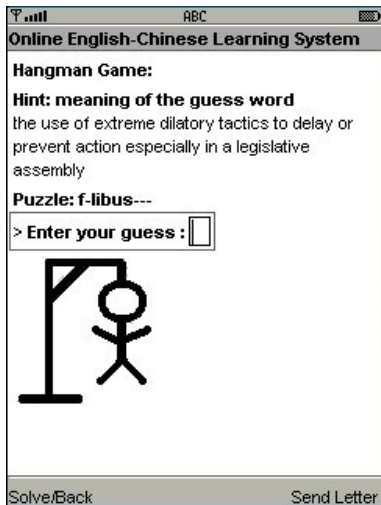 ABC
Online English-Chinese Learning System
Hangman Game:
Hint: meaning of the guess word
the use of extreme dilatory tactics to delay or
prevent action especially in a legislative
assembly
Puzzle: f-libus---
> Enter your guess :
Solve/Back Send Letter